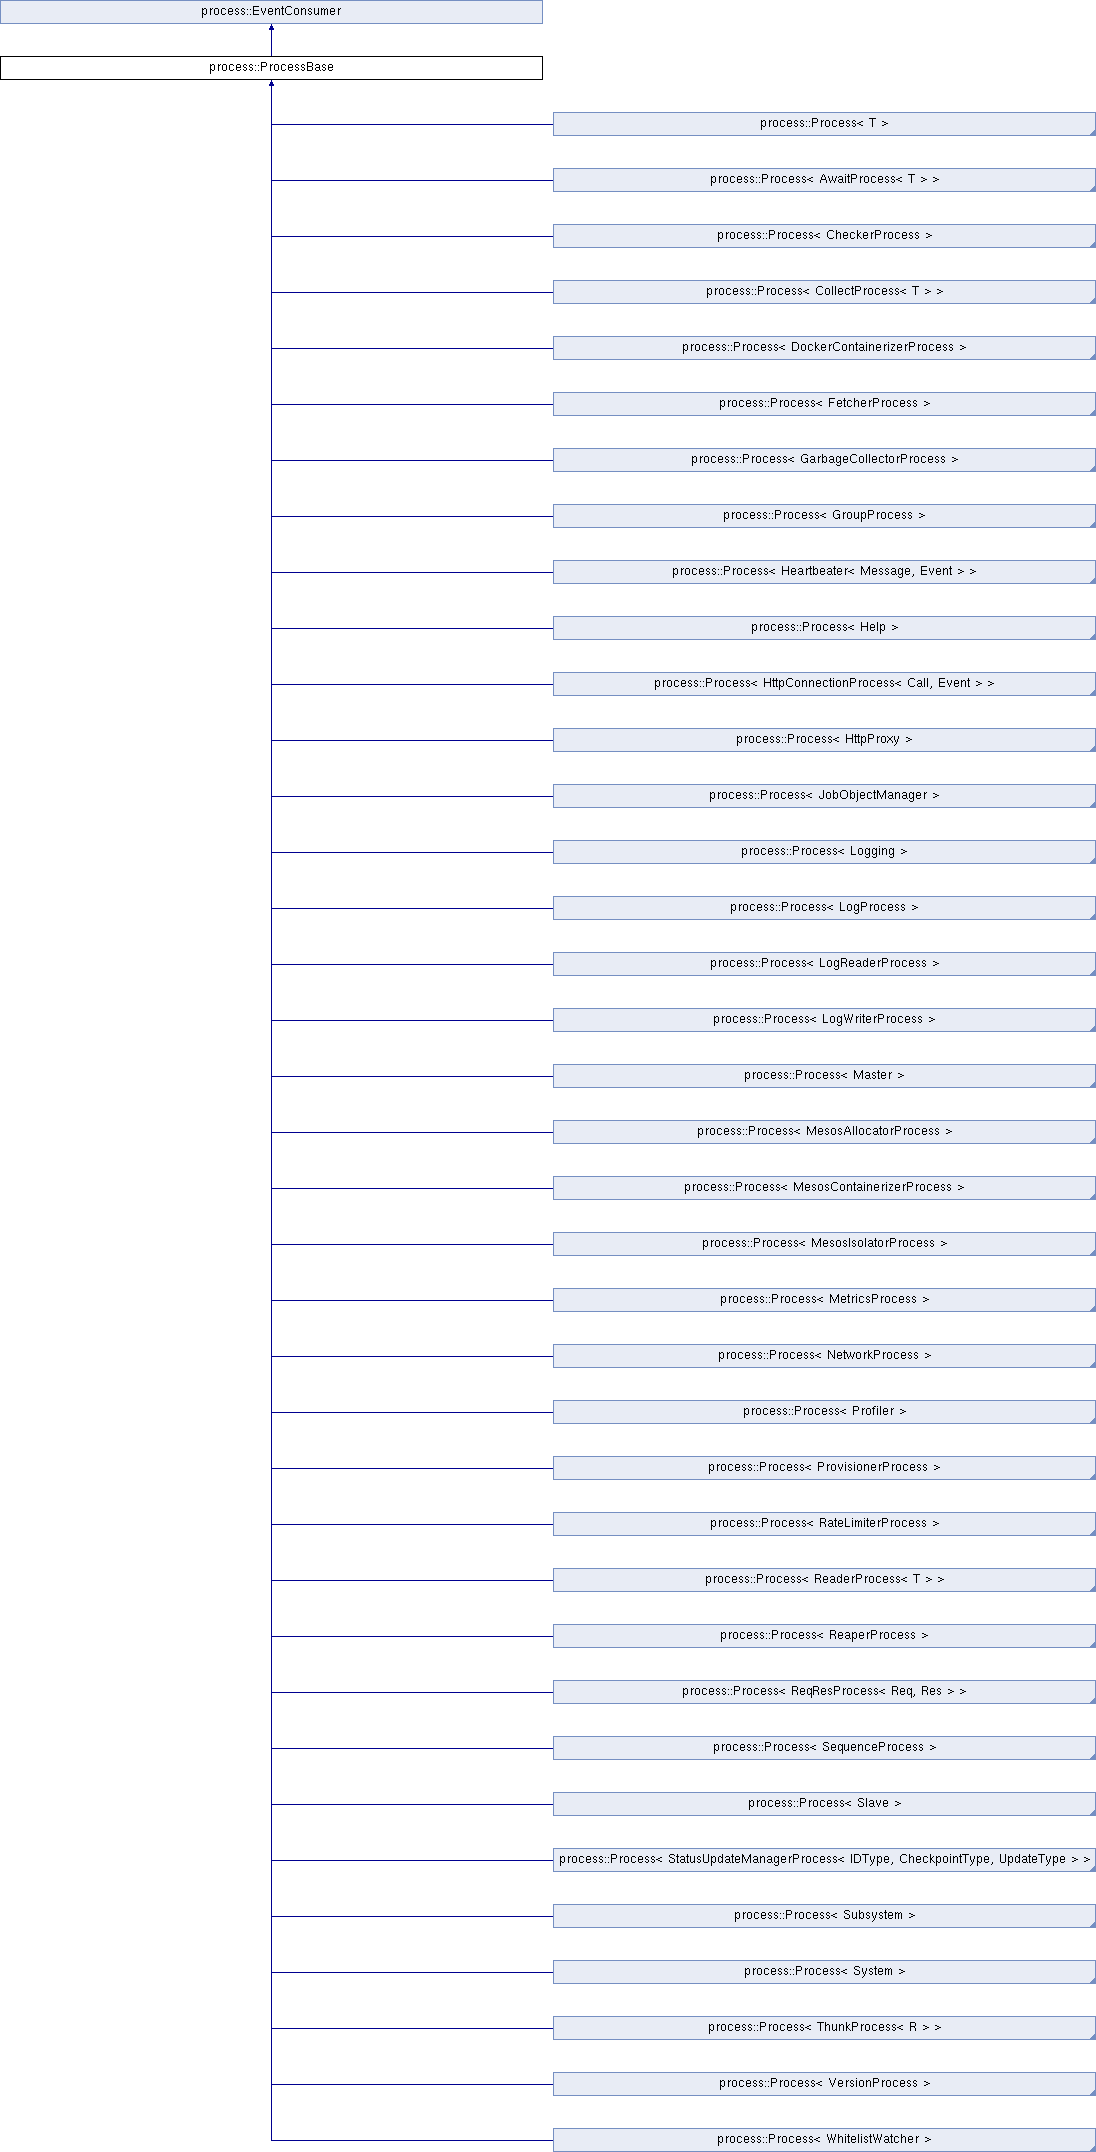 process::EventConsumer
process::ProcessBase
process::Process< T >
process::Process< AwaitProcess< T > >
process::Process< CheckerProcess >
process::Process< CollectProcess< T > >
process::Process< DockerContainerizerProcess >
process::Process< FetcherProcess >
process::Process< GarbageCollectorProcess >
process::Process< GroupProcess >
process::Process< Heartbeater< Message, Event > >
process::Process< Help >
process::Process< HttpConnectionProcess< Call, Event > >
process::Process< HttpProxy >
process::Process< JobObjectManager >
process::Process< Logging >
process::Process< LogProcess >
process::Process< LogReaderProcess >
process::Process< LogWriterProcess >
process::Process< Master >
process::Process< MesosAllocatorProcess >
process::Process< MesosContainerizerProcess >
process::Process< MesosIsolatorProcess >
process::Process< MetricsProcess >
process::Process< NetworkProcess >
process::Process< Profiler >
process::Process< ProvisionerProcess >
process::Process< RateLimiterProcess >
process::Process< ReaderProcess< T > >
process::Process< ReaperProcess >
process::Process< ReqResProcess< Req, Res > >
process::Process< SequenceProcess >
process::Process< Slave >
process::Process< StatusUpdateManagerProcess< IDType, CheckpointType, UpdateType > >
process::Process< Subsystem >
process::Process< System >
process::Process< ThunkProcess< R > >
process::Process< VersionProcess >
process::Process< WhitelistWatcher >